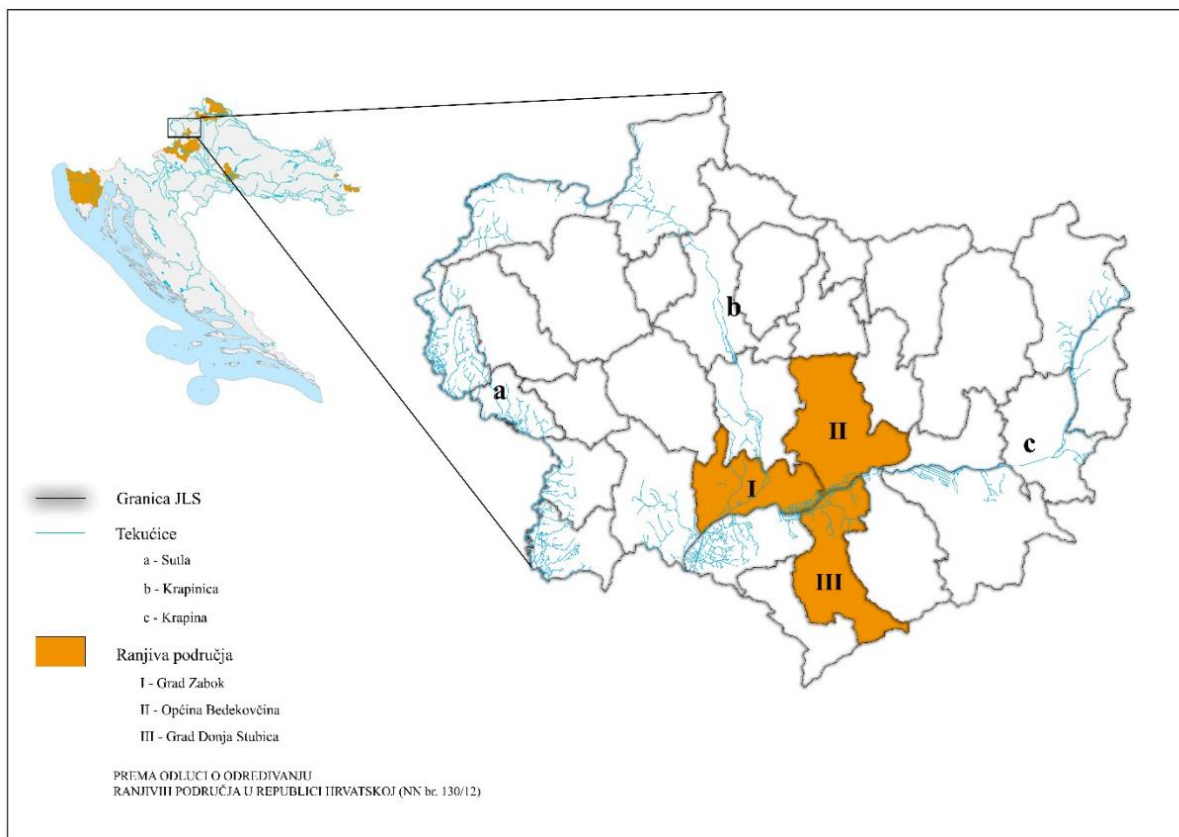 a
b
c
I
II
III
Granica JLS
Tekućice
a - Sutla
b - Krapinica
c - Krapina
Ranjiva područja
I - Grad Zabok
II - Općina Bedekovčina
III - Grad Donja Stubica
PREMA ODLUCI O ODREĐIVANJU
RANJIVIH PODRUČJA U REPUBLICI HRVATSKOJ (NN br. 130/12)